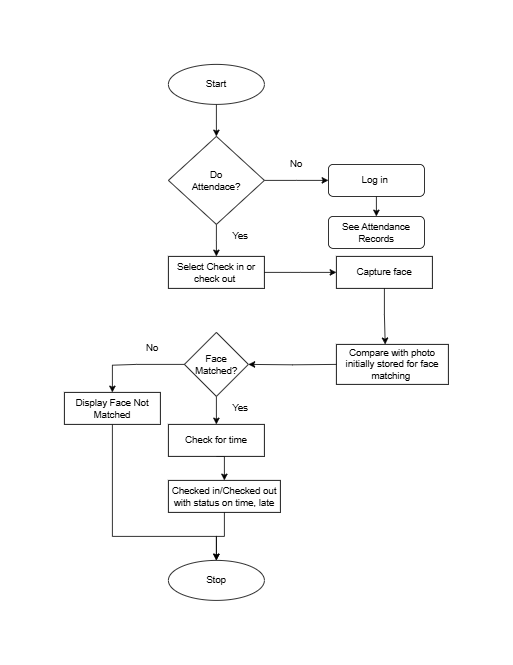 Start
Do
Attendace?
No
Log in
See Attendance
Records
Yes
Select Check in or
check out
Capture face
Compare with photo
initially stored for face
matching
Face
Matched?
No
Display Face Not
Matched
Yes
Check for time
Checked in/Checked out
with status on time, late
Stop